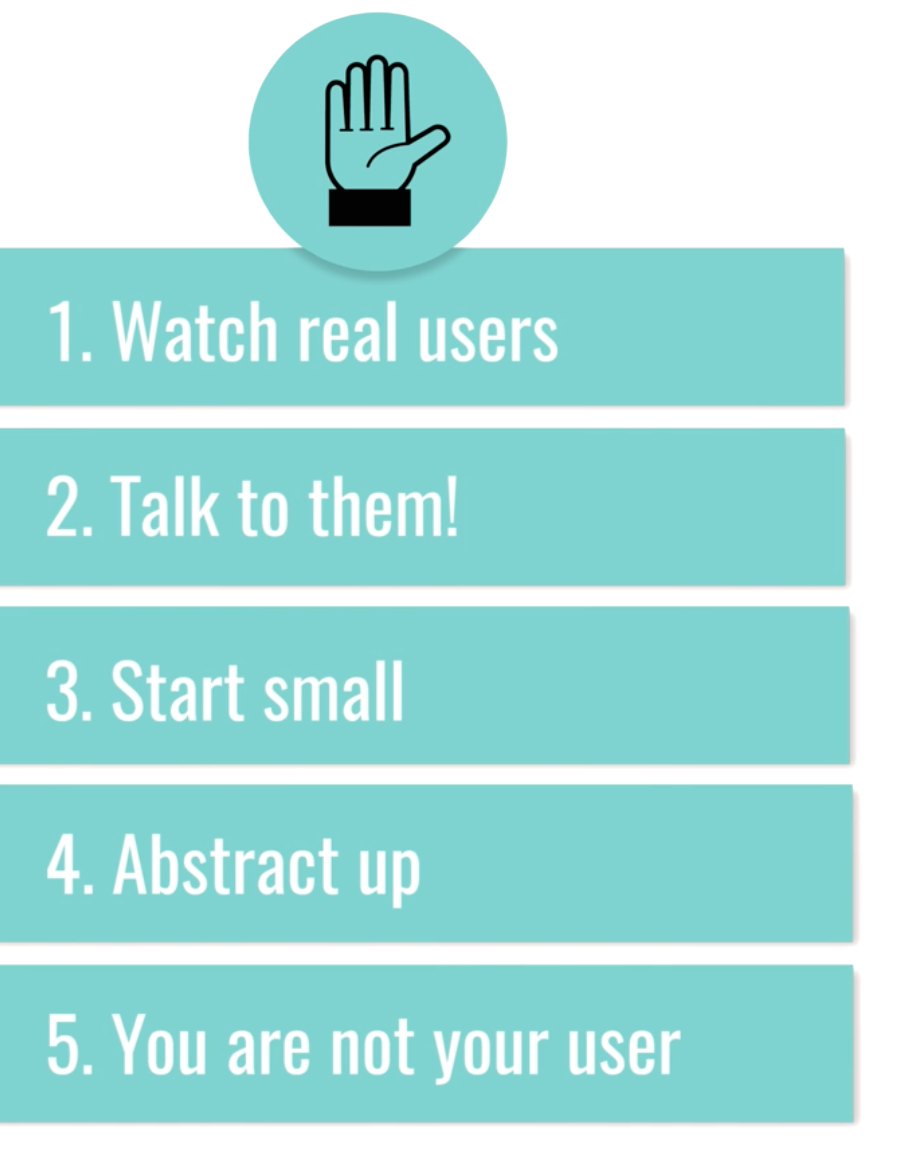 1. Watch real users
2. Talk to them!
3. Start small
4. Abstract up
5. You are not your user